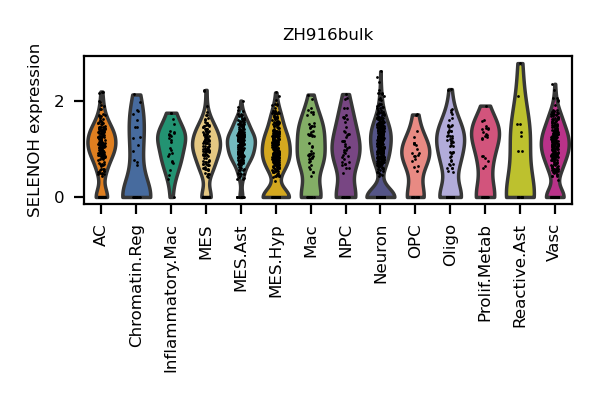 ZH916bulk
SELENOH expression
2
0
AC
Chromatin.Reg
Inflammatory.Mac
MES
MES.Ast
MES.Hyp
Mac
NPC
Neuron
OPC
Oligo
Prolif.Metab
Reactive.Ast
Vasc